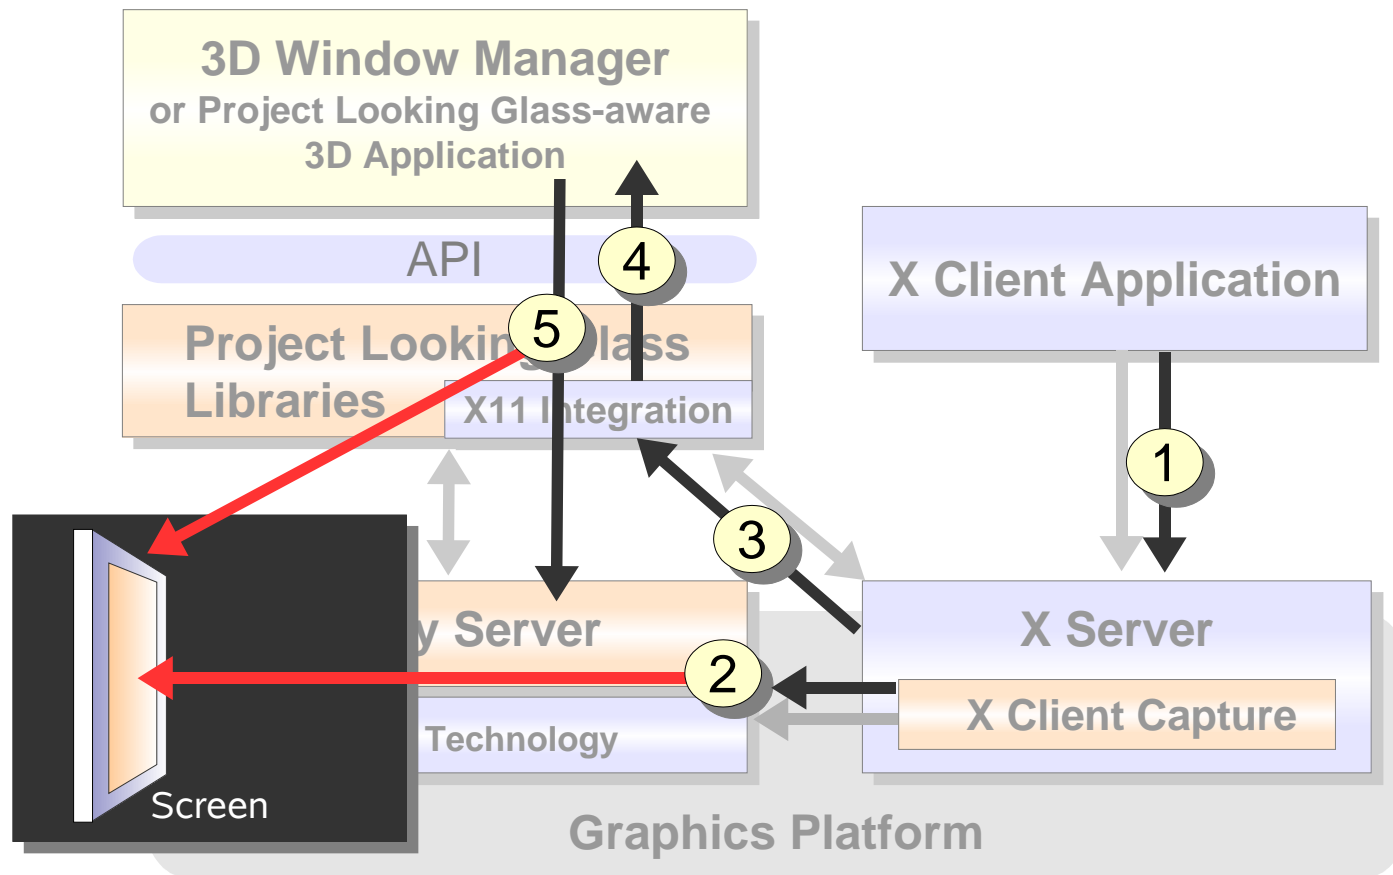 3D Window Manager
or Project Looking Glass-aware
3D Application
API
4
X Client Application
5
Project Looking
Libraries
X11 Integration
1
3
Server
X Server
2
X Client Capture
Technology
Screen
Graphics Platform